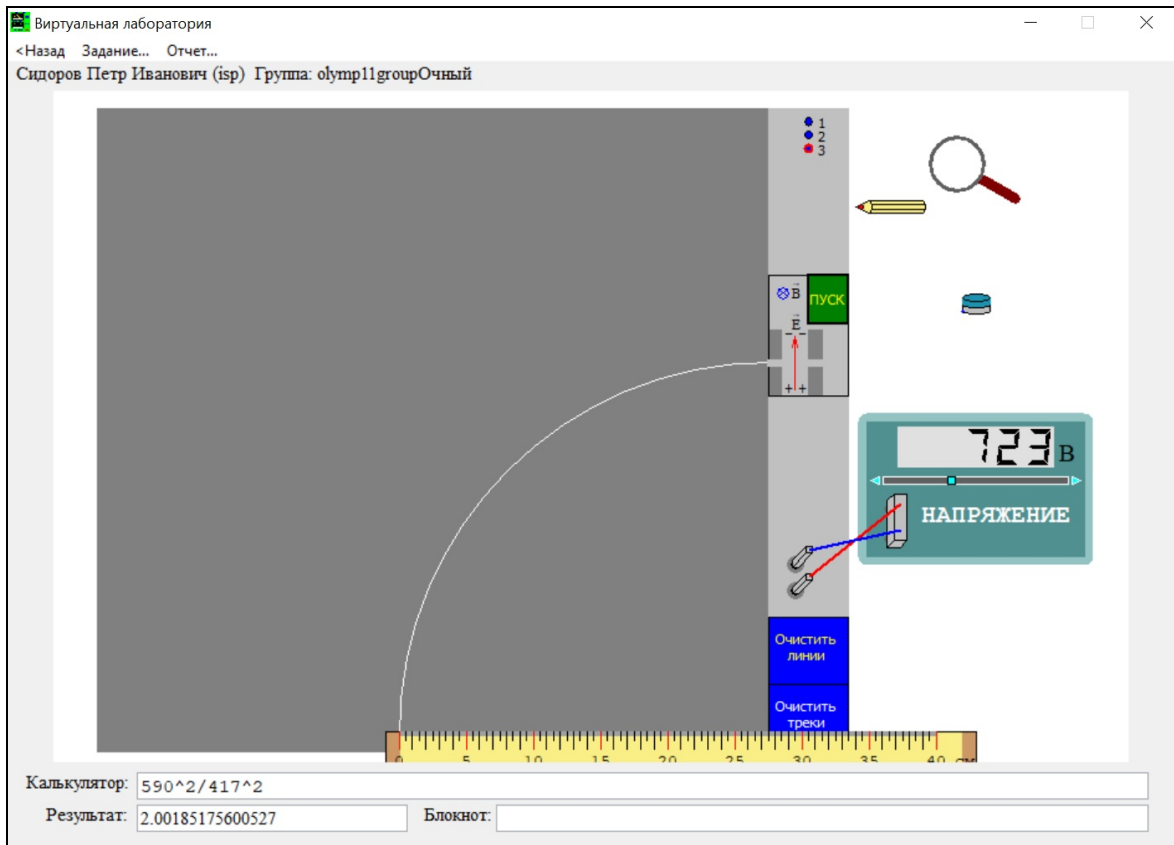 Виртуальная лаборатория
<Назад Задание... Отчет...
Сидоров Петр Иванович (isp) Группа: olymp11groupОчный
1
2
3
B
ПУСК
E
- -
+ +
723 В
НАПРЯЖЕНИЕ
Очистить
линии
Очистить
треки
0 5 10 15 20 25 30 35 40 см
Калькулятор: 590^2/417^2
Результат: 2.00185175600527 Блокнот: